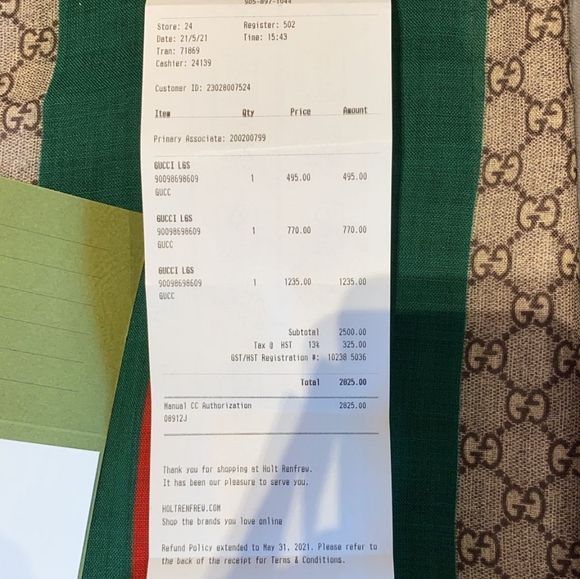 905-897-1644
Store: 24 Register: 502
Date: 21/5/21 Time: 15:43
Tran: 71869
Cashier: 24139
Customer ID: 23028007524
Item Qty Price Amount
Primary Associate: 200200799
GUCCI LGS
90098698609 1 495.00 495.00
GUCC
GUCCI LGS
90098698609 1 770.00 770.00
GUCC
GUCCI LGS
90098698609 1 1235.00 1235.00
GUCC
Subtotal 2500.00
Tax @ HST 13% 325.00
GST/HST Registration #: 10238 5036
Total 2825.00
Manual CC Authorization 2825.00
08912J
Thank you for shopping at Holt Renfrew.
It has been our pleasure to serve you.
HOLTRENFREW.COM
Shop the brands you love online
Refund Policy extended to May 31, 2021. Please refer to
the back of the receipt for Terms & Conditions.